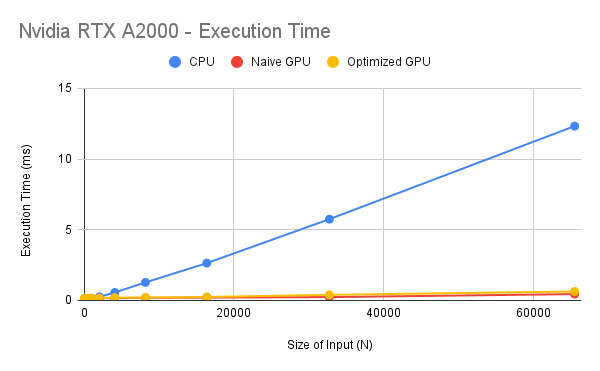 Nvidia RTX A2000 - Execution Time
CPU
Naive GPU
Optimized GPU
Execution Time (ms)
15
10
5
0
0
20000
40000
60000
Size of Input (N)